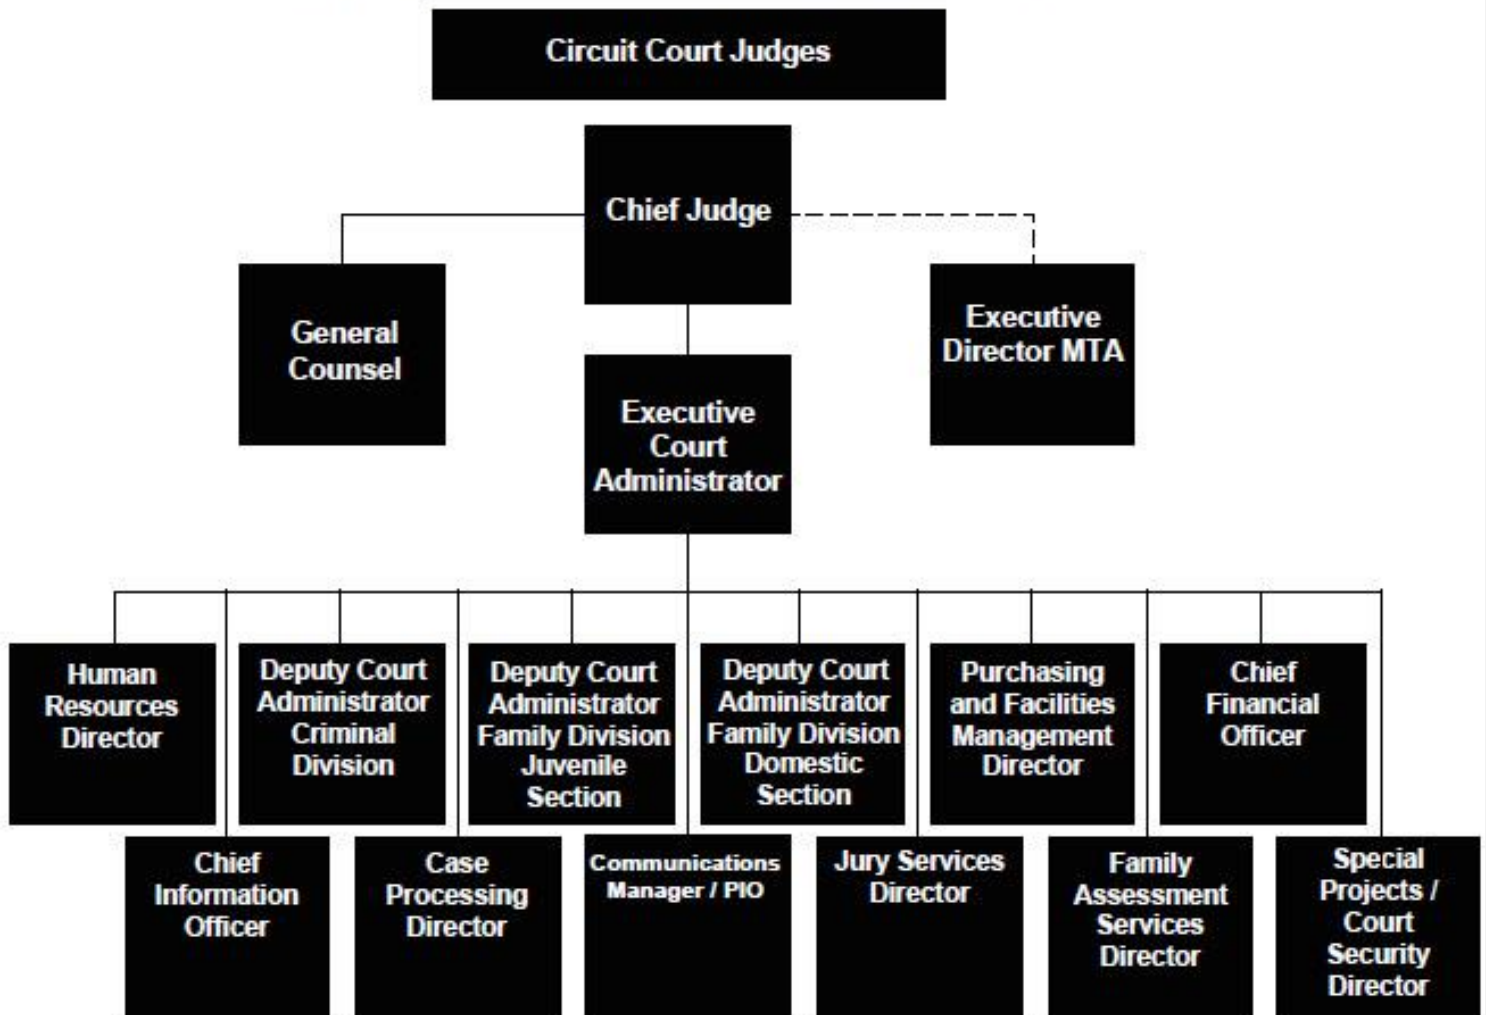 Circuit Court Judges
Chief Judge
General
Counsel
Executive
Director MTA
Executive
Court
Administrator
Human
Resources
Director
Deputy Court
Administrator
Criminal
Division
Deputy Court
Administrator
Family Division
Juvenile
Section
Deputy Court
Administrator
Family Division
Domestic
Section
Purchasing
and Facilities
Management
Director
Chief
Financial
Officer
Chief
Information
Officer
Case
Processing
Director
Communications
Manager / PIO
Jury Services
Director
Family
Assessment
Services
Director
Special
Projects /
Court
Security
Director